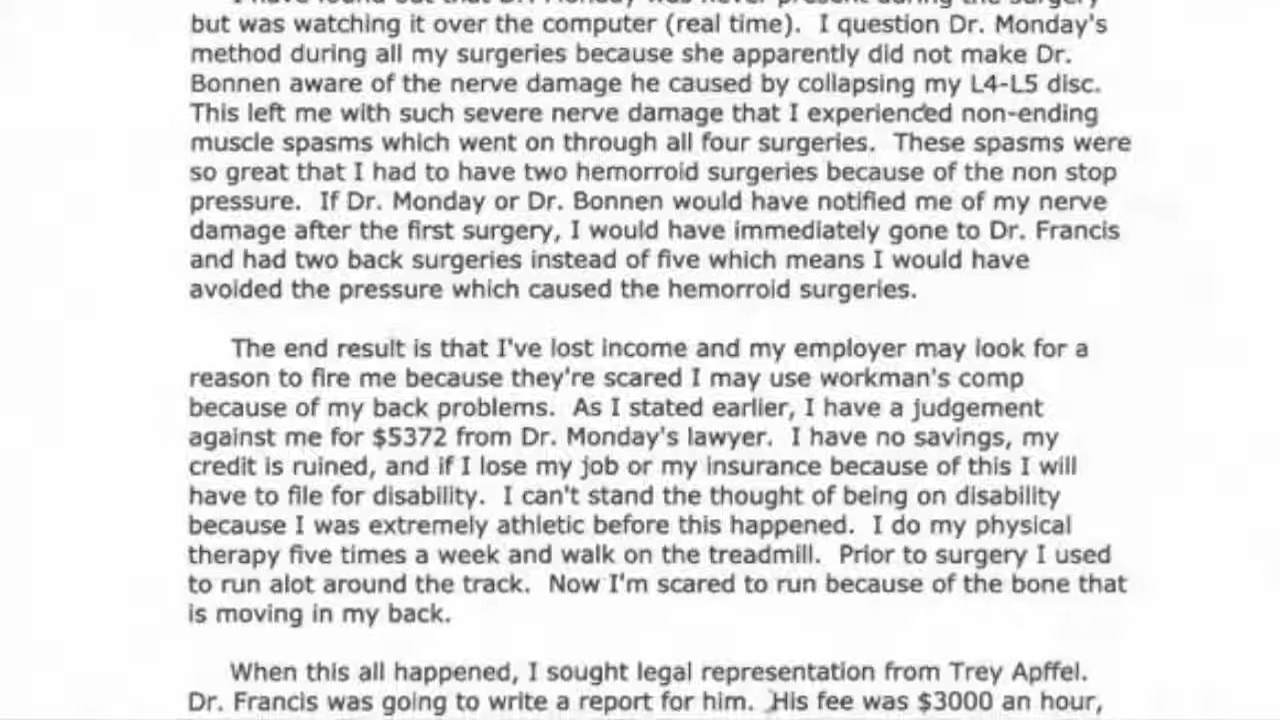 I have found out that Dr. Monday was never present during the surgery
but was watching it over the computer (real time).  I question Dr. Monday's
method during all my surgeries because she apparently did not make Dr.
Bonnen aware of the nerve damage he caused by collapsing my L4-L5 disc.
This left me with such severe nerve damage that I experienced non-ending
muscle spasms which went on through all four surgeries.  These spasms were
so great that I had to have two hemorroid surgeries because of the non stop
pressure.  If Dr. Monday or Dr. Bonnen would have notified me of my nerve
damage after the first surgery, I would have immediately gone to Dr. Francis
and had two back surgeries instead of five which means I would have
avoided the pressure which caused the hemorroid surgeries.
The end result is that I've lost income and my employer may look for a
reason to fire me because they're scared I may use workman's comp
because of my back problems.  As I stated earlier, I have a judgement
against me for $5372 from Dr. Monday's lawyer.  I have no savings, my
credit is ruined, and if I lose my job or my insurance because of this I will
have to file for disability.  I can't stand the thought of being on disability
because I was extremely athletic before this happened.  I do my physical
therapy five times a week and walk on the treadmill.  Prior to surgery I used
to run alot around the track.  Now I'm scared to run because of the bone that
is moving in my back.
When this all happened, I sought legal representation from Trey Apffel.
Dr. Francis was going to write a report for him.  His fee was $3000 an hour,